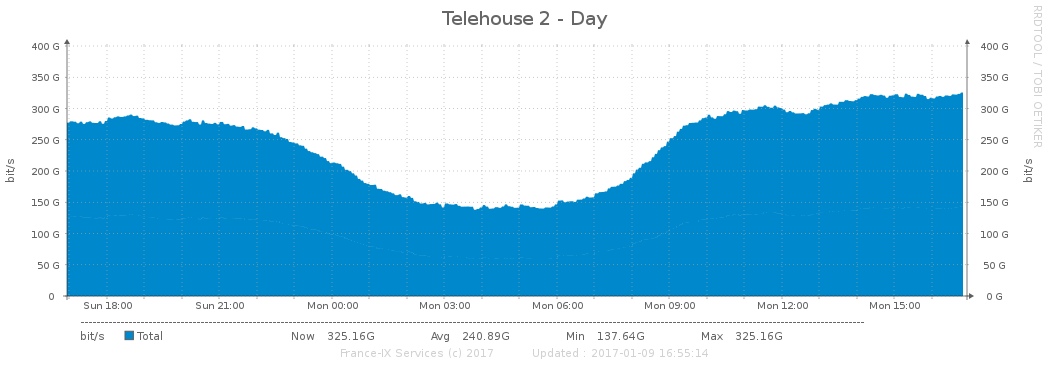 Telehouse 2 - Day
RRDTOOL / TOBI OETIKER
bit/s
400 G 400 G
350 G 350 G
300 G 300 G
250 G 250 G
200 G 200 G
150 G 150 G
100 G 100 G
50 G 50 G
0 0 G
bit/s
Sun 18:00 Sun 21:00 Mon 00:00 Mon 03:00 Mon 06:00 Mon 09:00 Mon 12:00 Mon 15:00
bit/s Total Now 325.16G Avg 240.89G Min 137.64G Max 325.16G
France-IX Services (c) 2017 Updated : 2017-01-09 16:55:14